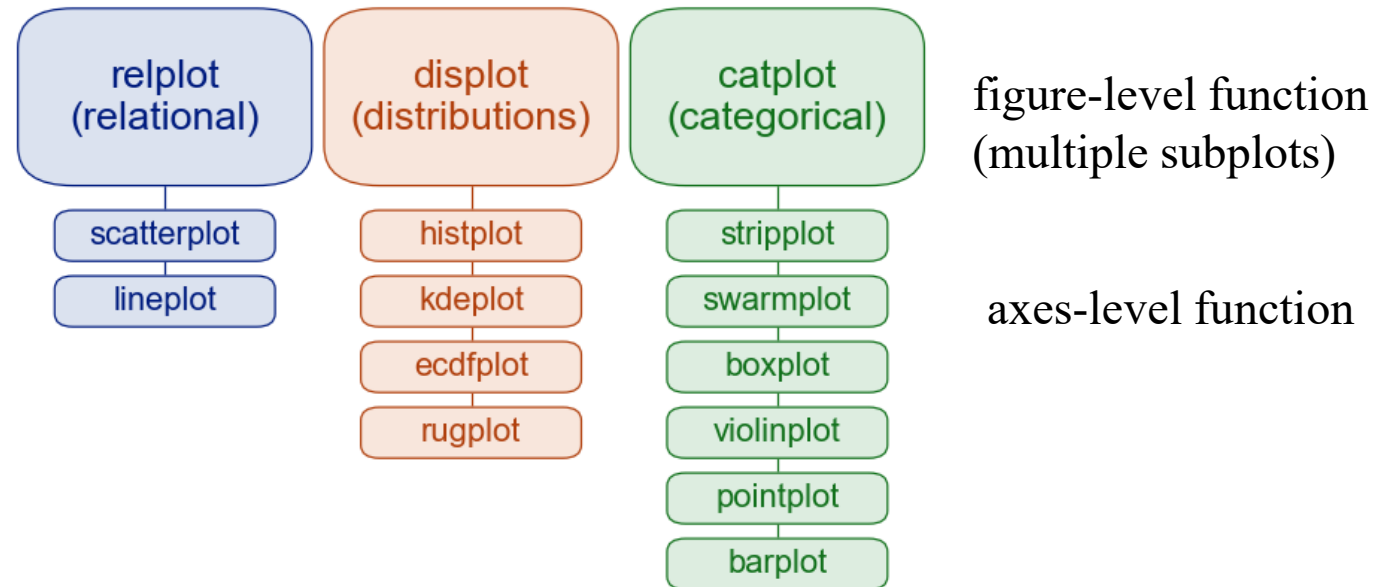 relplot
(relational)
scatterplot
lineplot
displot
(distributions)
histplot
kdeplot
ecdfplot
rugplot
catplot
(categorical)
stripplot
swarmplot
boxplot
violinplot
pointplot
barplot
figure-level function
(multiple subplots)
axes-level function